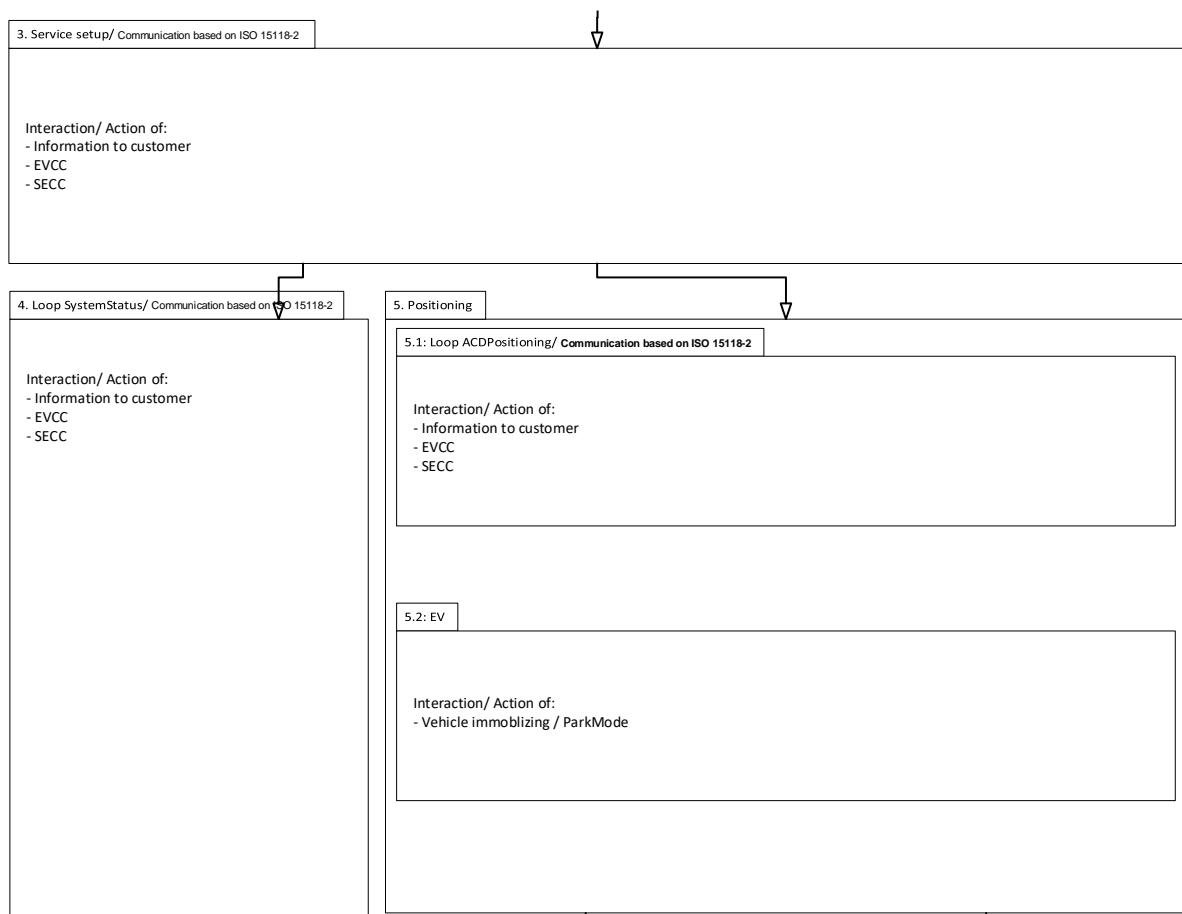 3. Service setup/ Communication based on ISO 15118-2
Interaction/ Action of:
- Information to customer
- EVCC
- SECC
4. Loop SystemStatus/ Communication based on ISO 15118-2
Interaction/ Action of:
- Information to customer
- EVCC
- SECC
5. Positioning
5.1: Loop ACDPositioning/ Communication based on ISO 15118-2
Interaction/ Action of:
- Information to customer
- EVCC
- SECC
5.2: EV
Interaction/ Action of:
- Vehicle immoblizing / ParkMode